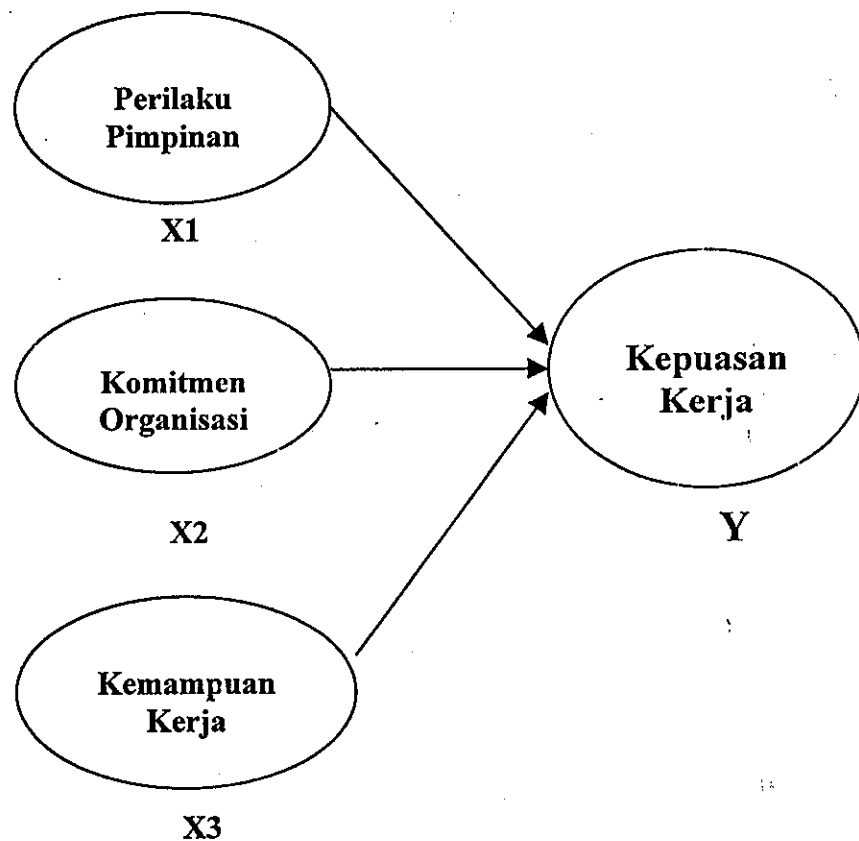 Perilaku
Pimpinan
X1
Komitmen
Organisasi
X2
Kemampuan
Kerja
X3
Kepuasan
Kerja
Y